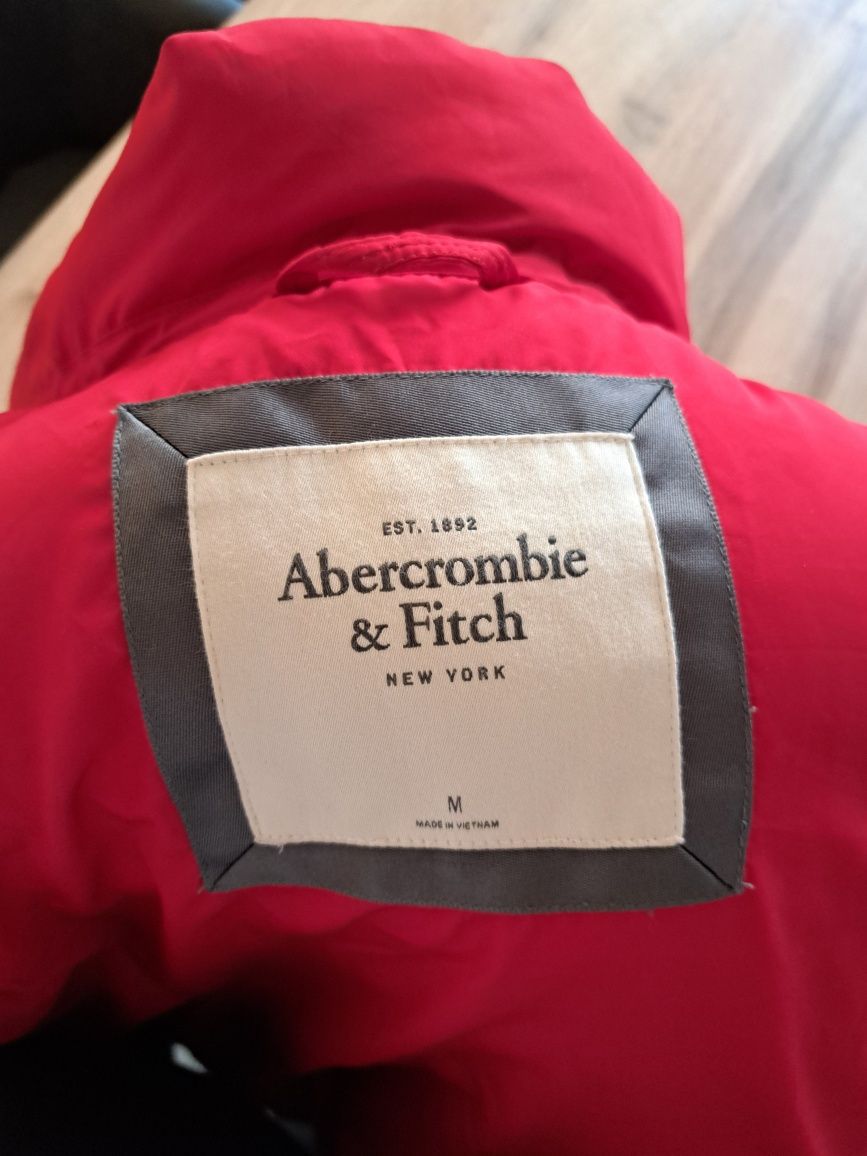 EST. 1892
Abercrombie
& Fitch
NEW YORK
M
MADE IN VIETNAM